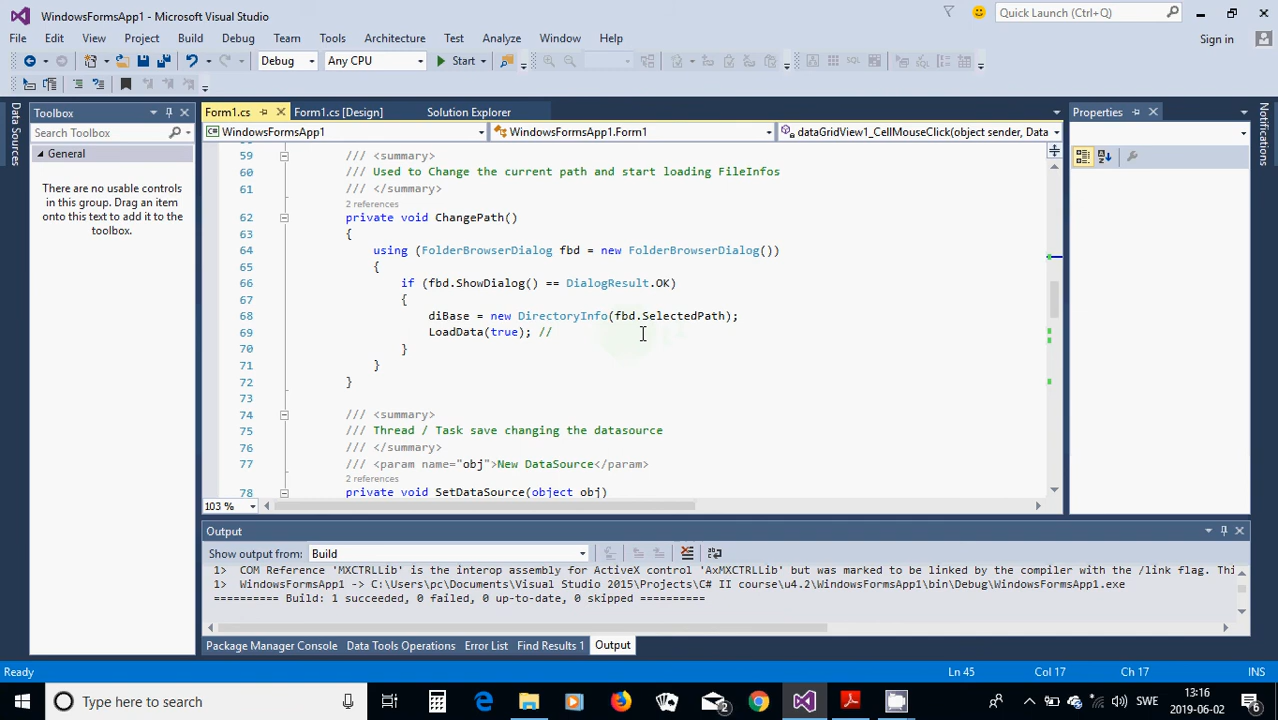 WindowsFormsApp1 - Microsoft Visual Studio
Quick Launch (Ctrl+Q)
File Edit View Project Build Debug Team Tools Architecture Test Analyze Window Help
Sign in
Debug Any CPU Start
Data Sources
Toolbox
Search Toolbox
General
There are no usable controls
in this group. Drag an item
onto this text to add it to the
toolbox.
Form1.cs Form1.cs [Design] Solution Explorer
WindowsFormsApp1 WindowsFormsApp1.Form1 dataGridView1_CellMouseClick(object sender, Data
59 /// <summary>
60 /// Used to Change the current path and start loading FileInfos
61 /// </summary>
2 references
62 private void ChangePath()
63 {
64 using (FolderBrowserDialog fbd = new FolderBrowserDialog())
65 {
66 if (fbd.ShowDialog() == DialogResult.OK)
67 {
68 diBase = new DirectoryInfo(fbd.SelectedPath);
69 LoadData(true); //
70 }
71 }
72 }
73
74 /// <summary>
75 /// Thread / Task save changing the datasource
76 /// </summary>
77 /// <param name="obj">New DataSource</param>
2 references
78 private void SetDataSource(object obj)
103 %
Properties
Notifications
Output
Show output from: Build
1> COM Reference 'MXCTRLLib' is the interop assembly for ActiveX control 'AxMXCTRLLib' but was marked to be linked by the compiler with the /link flag. Thi
1> WindowsFormsApp1 -> C:\Users\pc\Documents\Visual Studio 2015\Projects\C# II course\u4.2\WindowsFormsApp1\bin\Debug\WindowsFormsApp1.exe
========== Build: 1 succeeded, 0 failed, 0 up-to-date, 0 skipped ==========
Package Manager Console Data Tools Operations Error List Find Results 1 Output
Ready Ln 45 Col 17 Ch 17 INS
Type here to search
2
SWE
13:16
2019-06-02
6